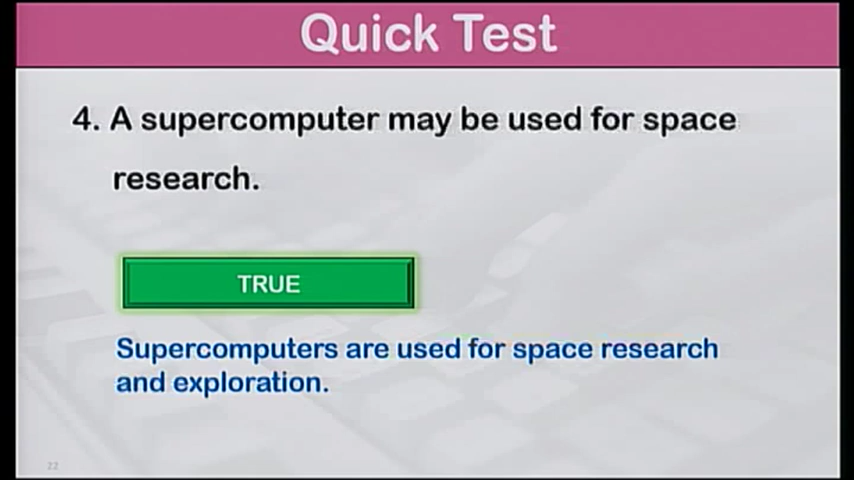 Quick Test
4. A supercomputer may be used for space
research.
TRUE
Supercomputers are used for space research
and exploration.
22